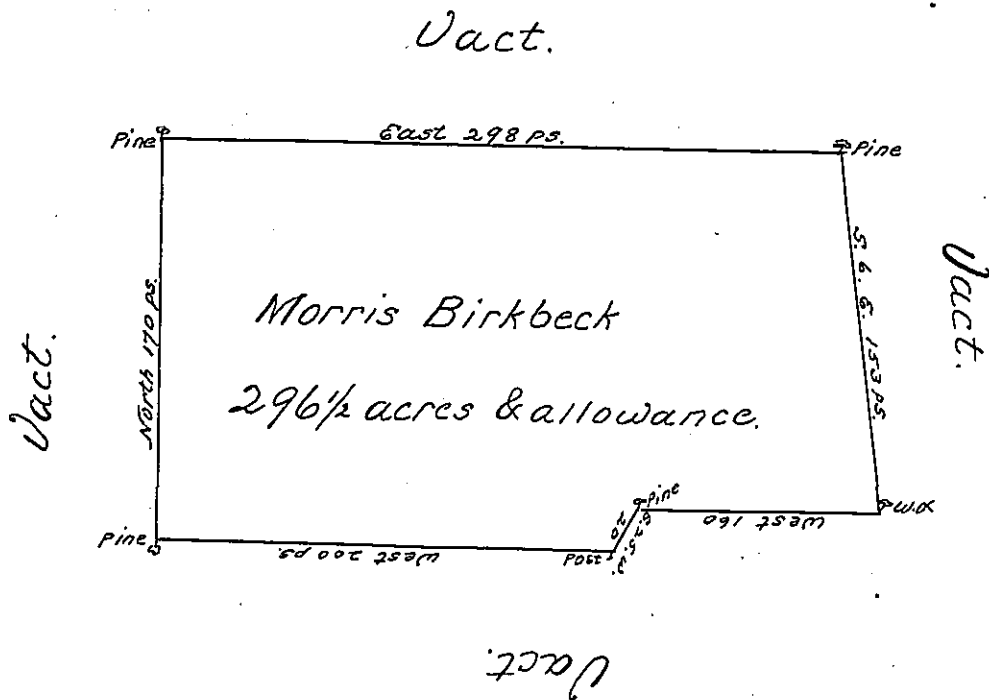 Vact.
East 298 ps.
Pine
Pine
North 170 ps.
S. 6. E. 153 ps.
Vact.
Vact.
Morris Birkbeck
296½ acres & allowance.
Pine
W.O.
West 160
20
S. 25. W.
Post
Pine
West 200 ps.
Vact.